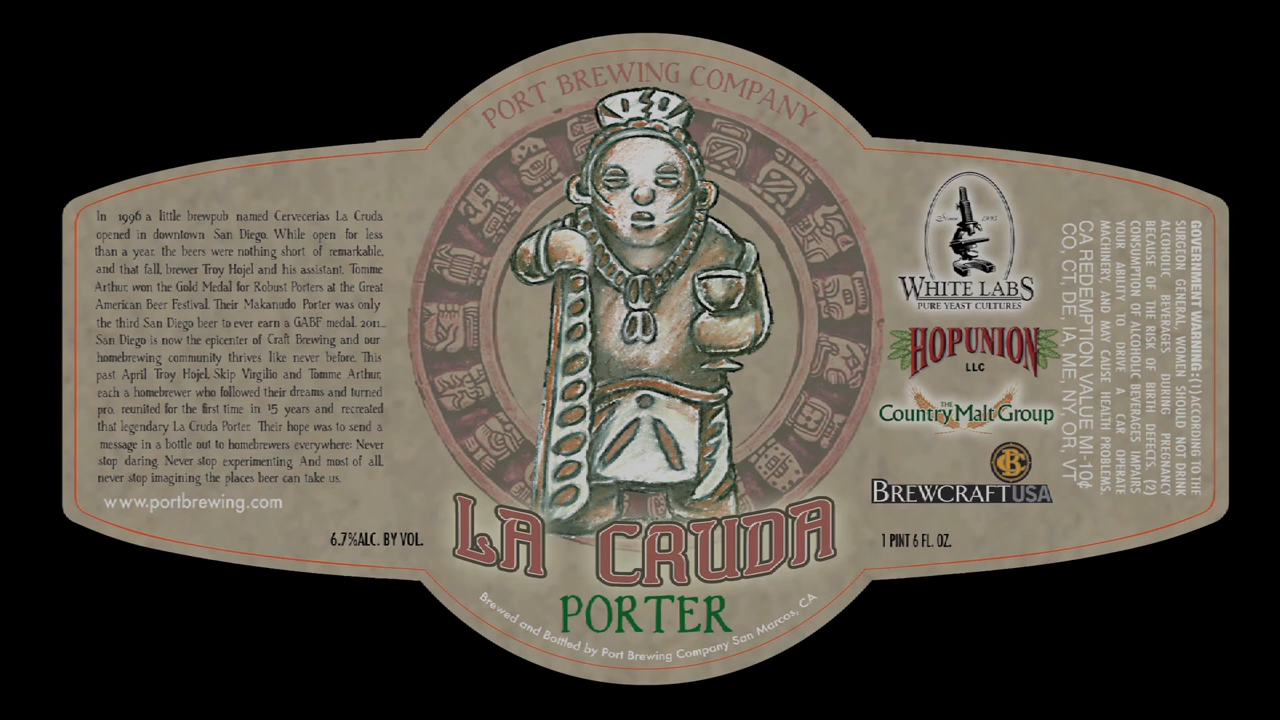 PORT BREWING COMPANY
In 1996 a little brewpub named Cervecerias La Cruda
opened in downtown San Diego. While open for less
than a year, the beers were nothing short of remarkable,
and that fall, brewer Troy Hojel and his assistant, Tomme
Arthur, won the Gold Medal for Robust Porters at the Great
American Beer Festival. Their Makanudo Porter was only
the third San Diego beer to ever earn a GABF medal. 2011...
San Diego is now the epicenter of Craft Brewing and our
homebrewing community thrives like never before. This
past April Troy Hojel, Skip Virgilio and Tomme Arthur,
each a homebrewer who followed their dreams and turned
pro, reunited for the first time in 15 years and recreated
that legendary La Cruda Porter. Their hope was to send a
message in a bottle out to homebrewers everywhere: Never
stop daring. Never stop experimenting. And most of all,
never stop imagining the places beer can take us.
www.portbrewing.com
6.7%ALC. BY VOL.
LA CRUDA
PORTER
Brewed and Bottled by Port Brewing Company San Marcos, CA
Since 1995
WHITE LABS
PURE YEAST CULTURES
HOPUNION
LLC
THE
Country Malt Group
BREWCRAFTUSA
1 PINT 6 FL. OZ.
GOVERNMENT WARNING: (1) ACCORDING TO THE
SURGEON GENERAL, WOMEN SHOULD NOT DRINK
ALCOHOLIC BEVERAGES DURING PREGNANCY
BECAUSE OF THE RISK OF BIRTH DEFECTS. (2)
CONSUMPTION OF ALCOHOLIC BEVERAGES IMPAIRS
YOUR ABILITY TO DRIVE A CAR OR OPERATE
MACHINERY, AND MAY CAUSE HEALTH PROBLEMS.
CA REDEMPTION VALUE MI-10¢
CO, CT, DE, IA, ME, NY, OR, VT